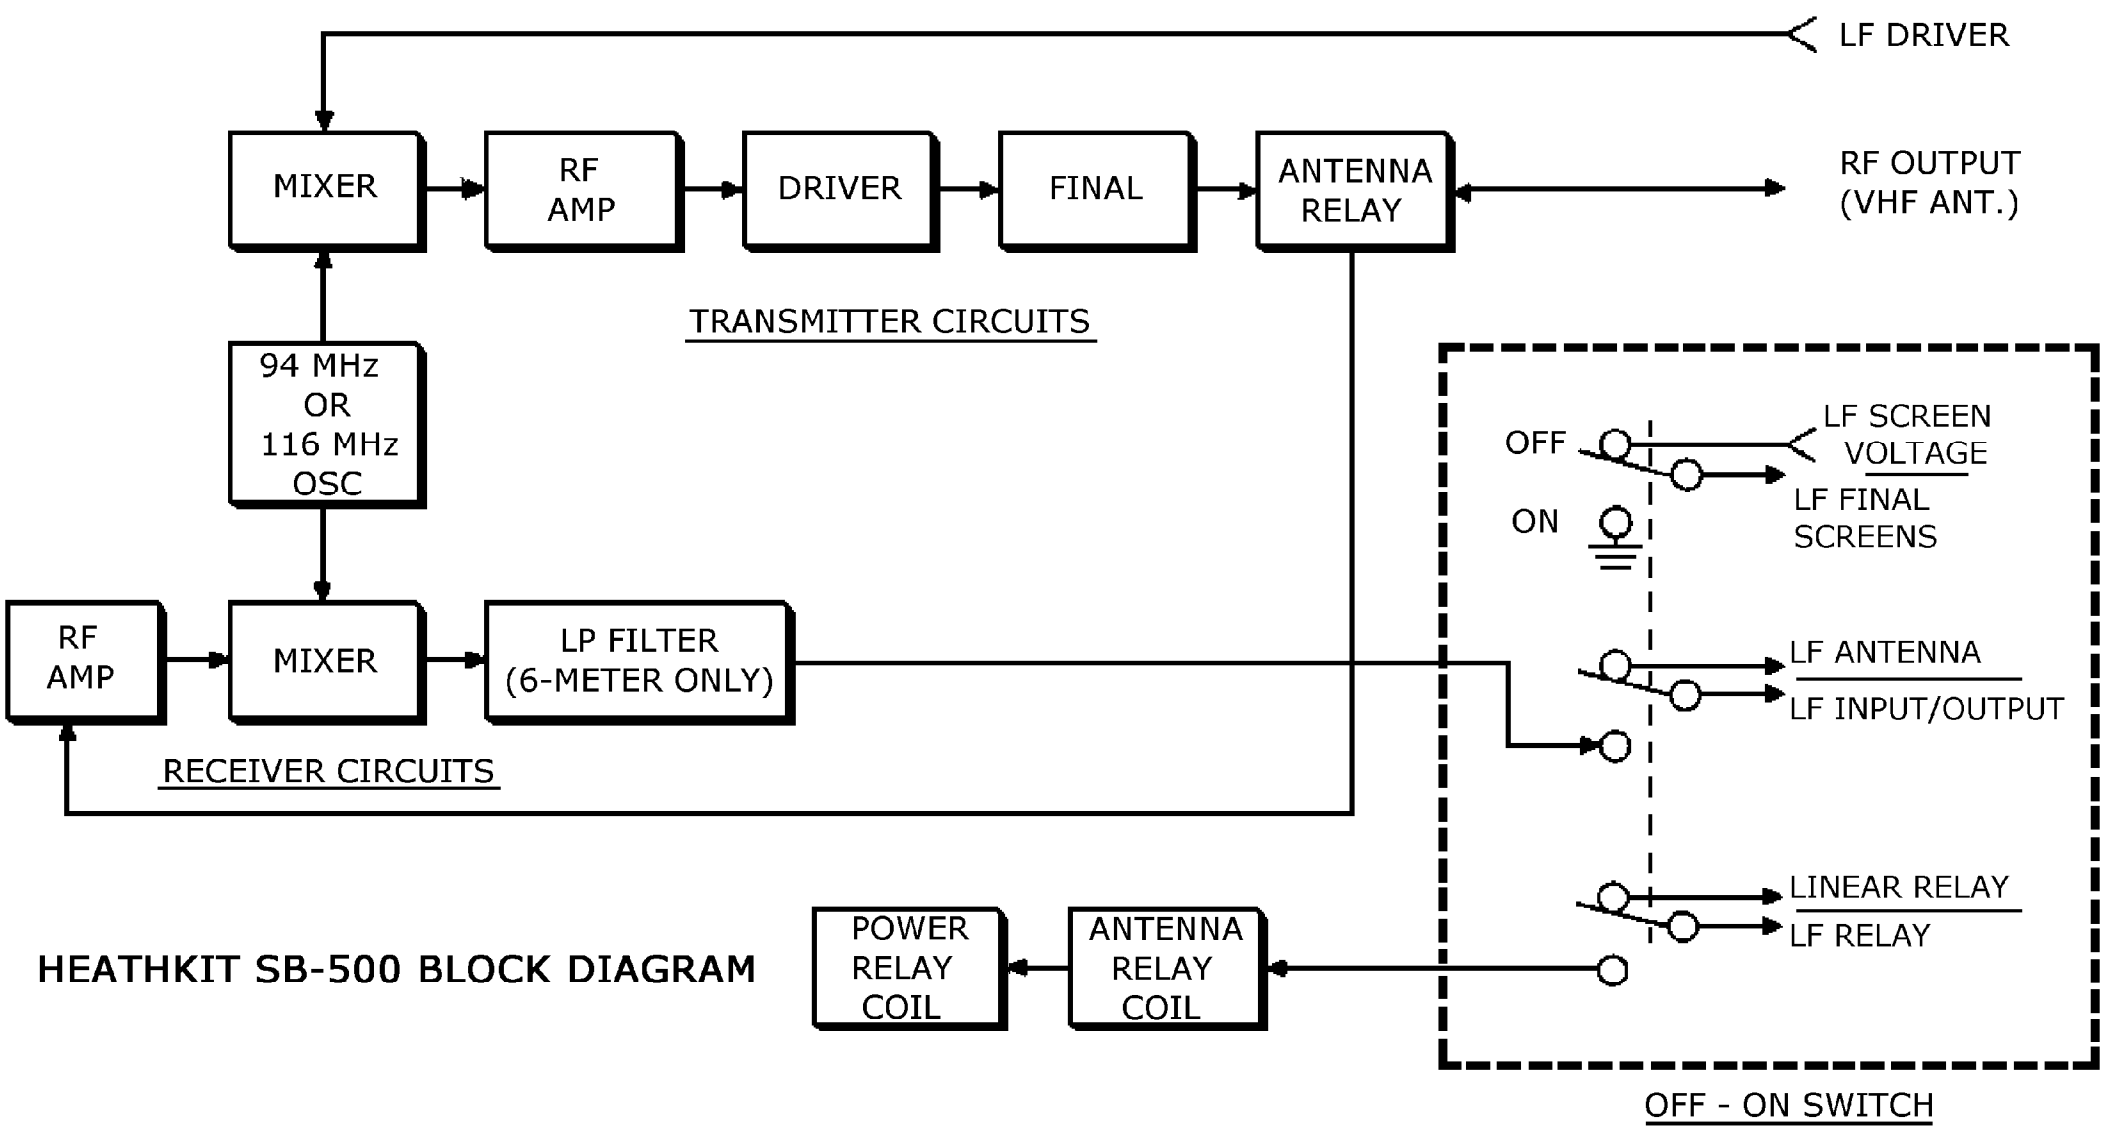 LF DRIVER
MIXER
RF
AMP
DRIVER
FINAL
ANTENNA
RELAY
RF OUTPUT
(VHF ANT.)
TRANSMITTER CIRCUITS
94 MHz
OR
116 MHz
OSC
OFF
LF SCREEN
VOLTAGE
LF FINAL
SCREENS
ON
RF
AMP
MIXER
LP FILTER
(6-METER ONLY)
LF ANTENNA
LF INPUT/OUTPUT
RECEIVER CIRCUITS
LINEAR RELAY
LF RELAY
POWER
RELAY
COIL
ANTENNA
RELAY
COIL
HEATHKIT SB-500 BLOCK DIAGRAM
OFF - ON SWITCH